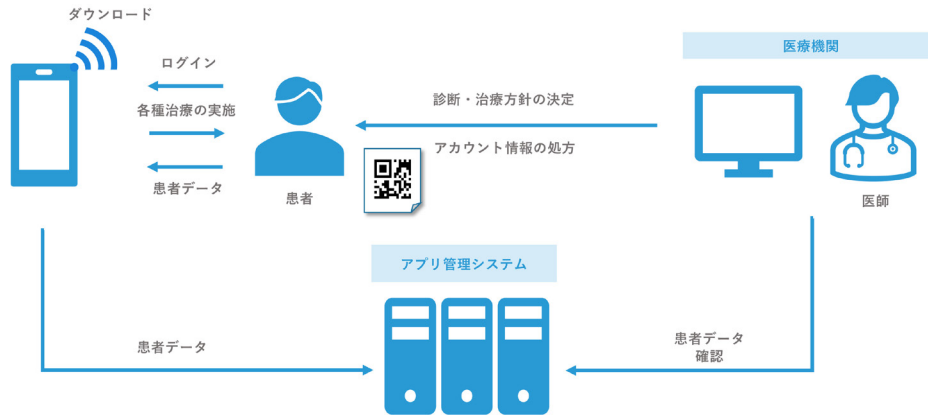 ダウンロード
ログイン
各種治療の実施
患者データ
患者
診断・治療方針の決定
アカウント情報の処方
医療機関
医師
アプリ管理システム
患者データ
患者データ
確認